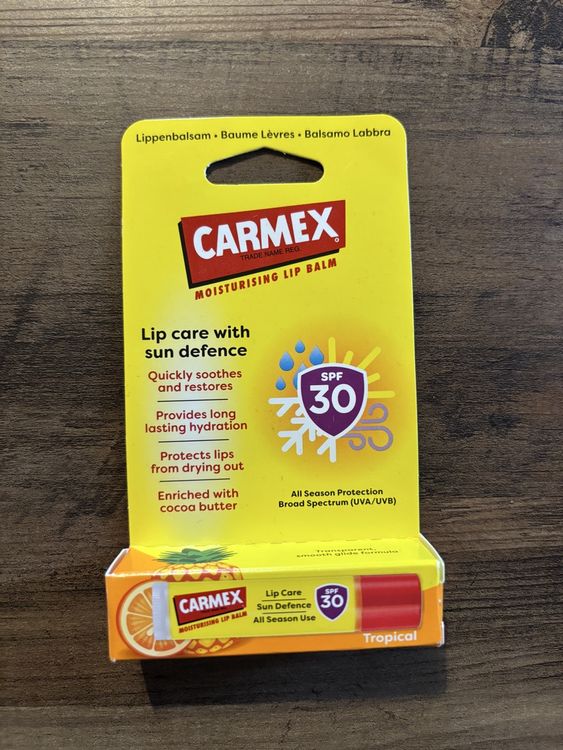 Lippenbalsam • Baume Lèvres • Balsamo Labbra
CARMEX®
TRADE NAME REG.
MOISTURISING LIP BALM
Lip care with
sun defence
Quickly soothes
and restores
Provides long
lasting hydration
Protects lips
from drying out
Enriched with
cocoa butter
SPF
30
All Season Protection
Broad Spectrum (UVA/UVB)
Transparent,
smooth glide formula
CARMEX
MOISTURISING LIP BALM
Lip Care
Sun Defence
All Season Use
SPF
30
Tropical